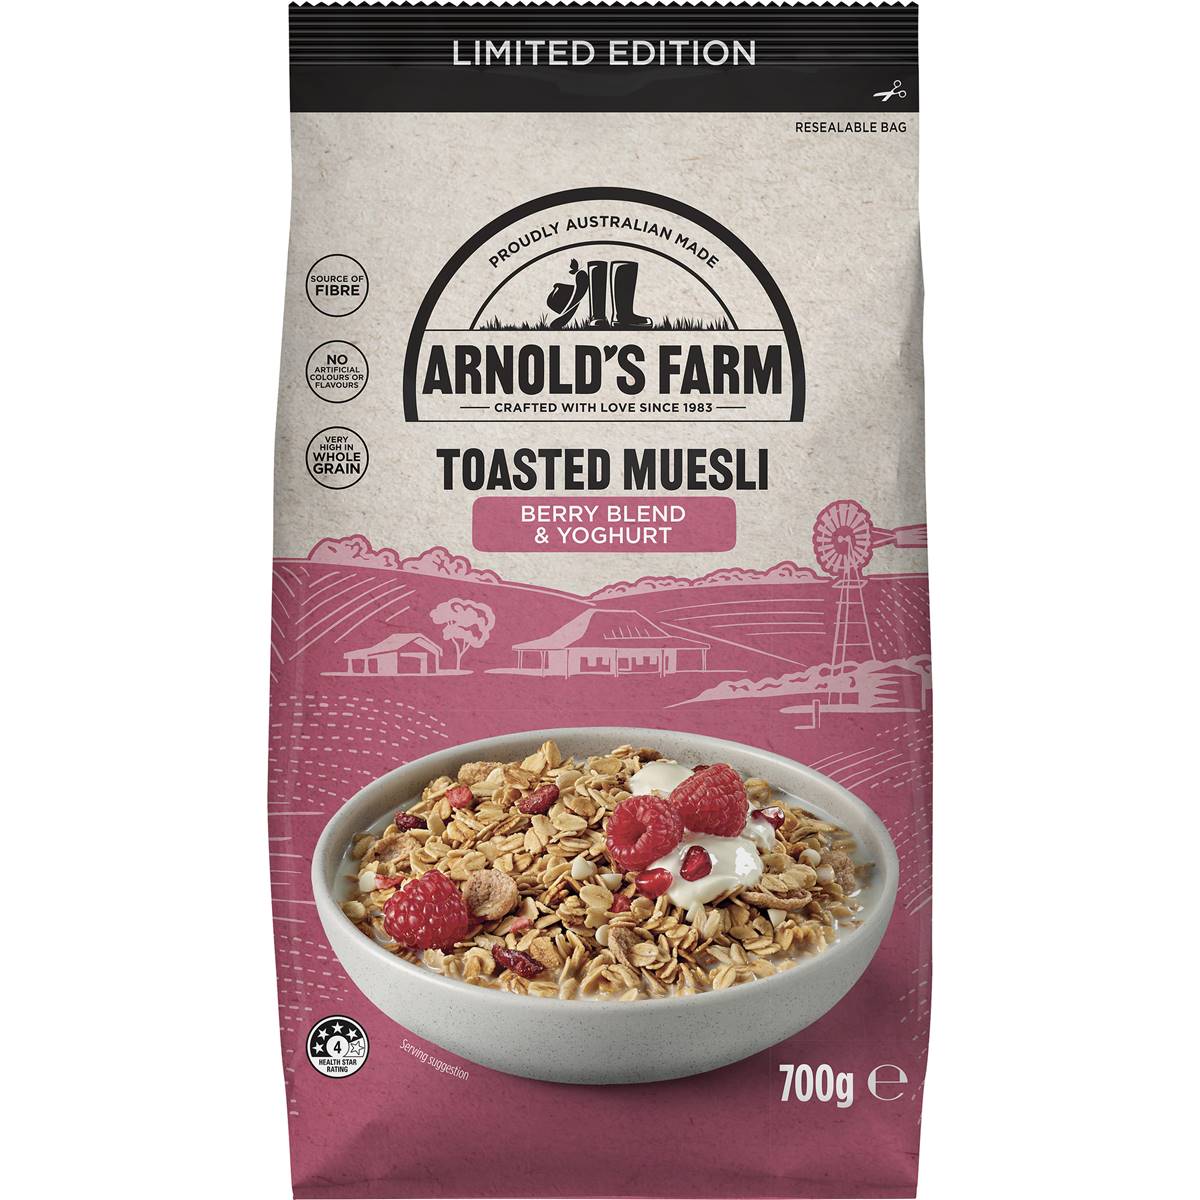 LIMITED EDITION
RESEALABLE BAG
PROUDLY AUSTRALIAN MADE
ARNOLD'S FARM
CRAFTED WITH LOVE SINCE 1983
SOURCE OF
FIBRE
NO
ARTIFICIAL
COLOURS OR
FLAVOURS
VERY
HIGH IN
WHOLE
GRAIN
TOASTED MUESLI
BERRY BLEND
& YOGHURT
4
HEALTH STAR
RATING
Serving suggestion
700g ℮